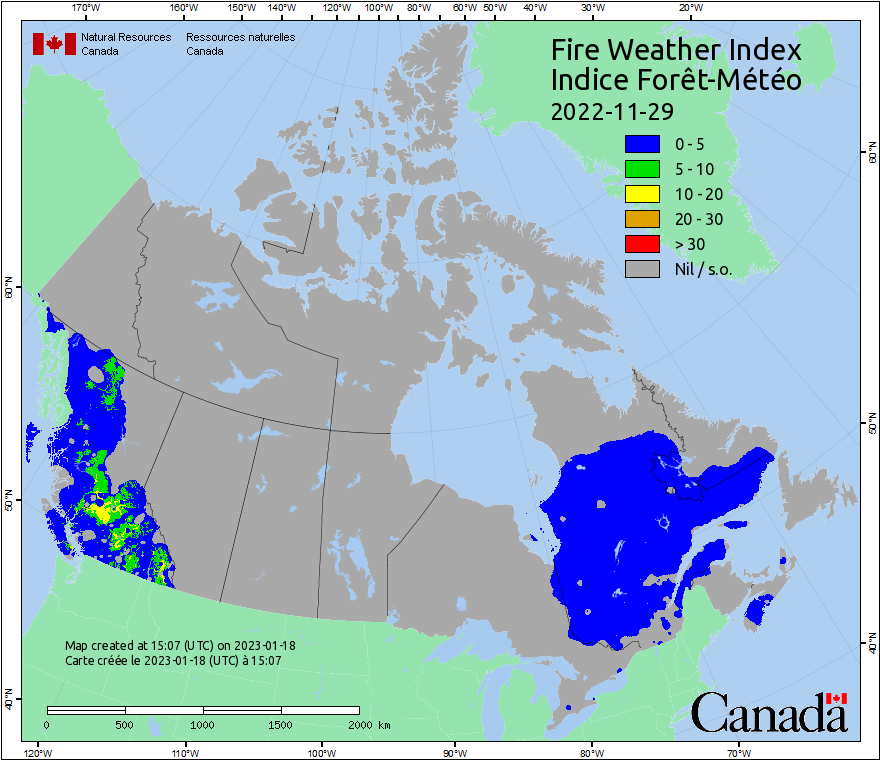 170°W 160°W 150°W 140°W 130°W 120°W 110°W 100°W 90°W 80°W 70°W 60°W 50°W 40°W 30°W 20°W
Natural Resources Ressources naturelles
Canada Canada
Fire Weather Index
Indice Forêt-Météo
2022-11-29
0 - 5
5 - 10
10 - 20
20 - 30
> 30
Nil / s.o.
60°N
60°N
50°N
50°N
40°N
40°N
Map created at 15:07 (UTC) on 2023-01-18
Carte créée le 2023-01-18 (UTC) à 15:07
0 500 1000 1500 2000 km
Canada
120°W 110°W 100°W 90°W 80°W 70°W